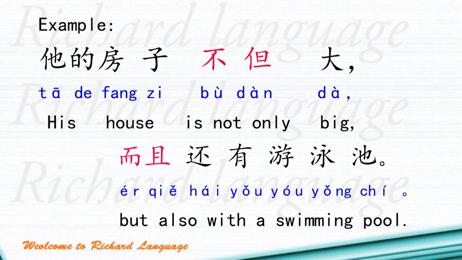 Richard language
Example:
他的房子 不但 大，
tā de fang zi bù dàn dà，
His house is not only big,
Richard language
而且 还有游泳池。
ér qiě hái yǒu yóu yǒng chí 。
but also with a swimming pool.
Richard language
Weolcome to Richard Language